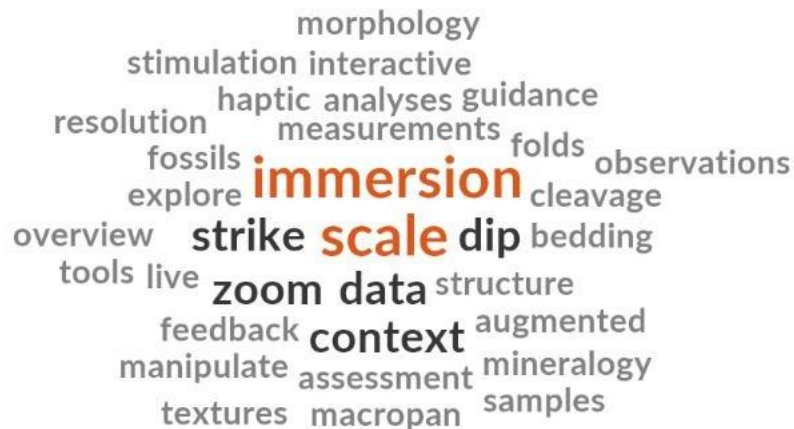 morphology
stimulation interactive
haptic analyses guidance
resolution measurements
fossils immersion folds observations
explore cleavage
overview strike scale dip bedding
tools live zoom data structure
feedback context augmented
manipulate assessment mineralogy
textures macropan samples